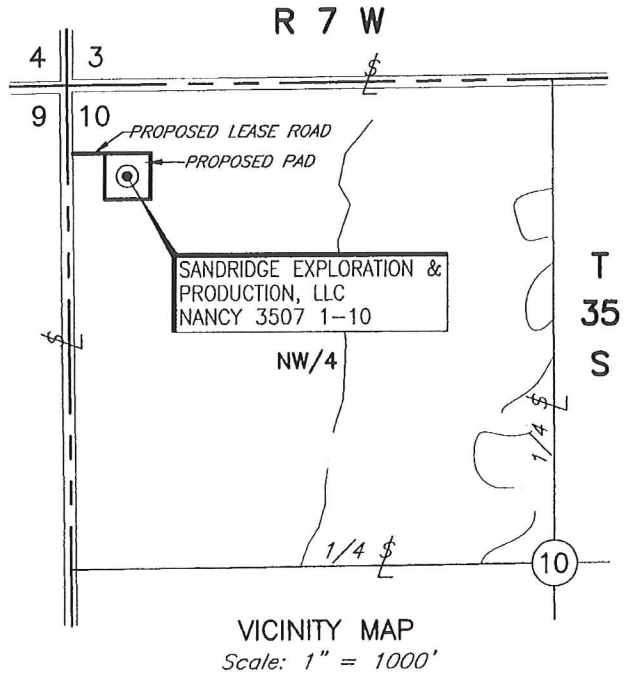 R 7 W
4 3
9 10
PROPOSED LEASE ROAD
PROPOSED PAD
SANDRIDGE EXPLORATION &
PRODUCTION, LLC
NANCY 3507 1-10
T
35
S
NW/4
1/4
1/4
10
VICINITY MAP
Scale: 1" = 1000'